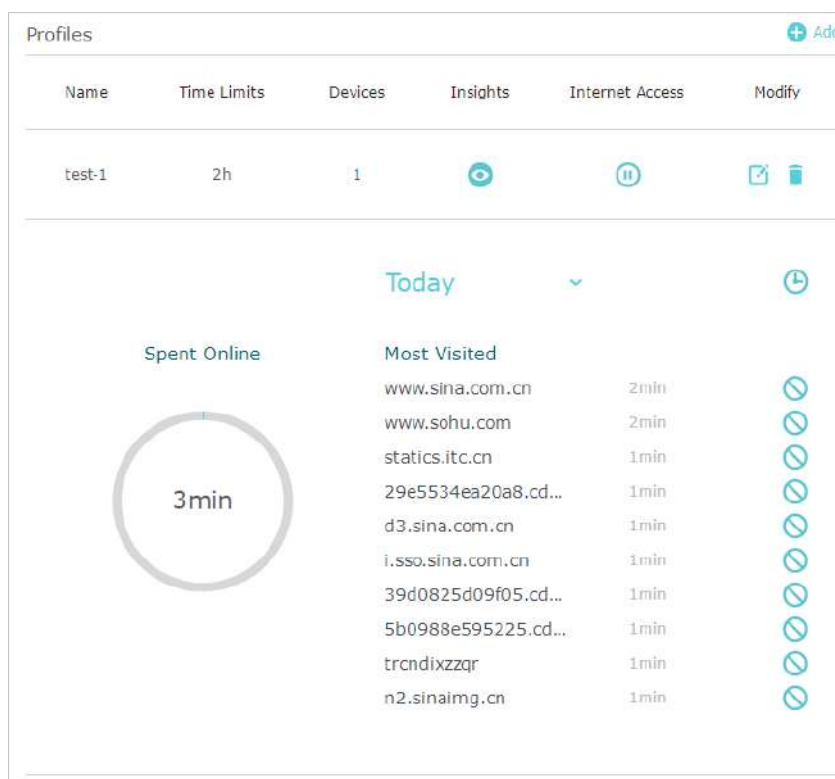 Profiles Add
Name Time Limits Devices Insights Internet Access Modify
test-1 2h 1
Today
Spent Online Most Visited
www.sina.com.cn 2min
www.sohu.com 2min
statics.itc.cn 1min
29e5534ea20a8.cd... 1min
3min
d3.sina.com.cn 1min
i.sso.sina.com.cn 1min
39d0825d09f05.cd... 1min
5b0988e595225.cd... 1min
trcndixzzqr 1min
n2.sinaimg.cn 1min